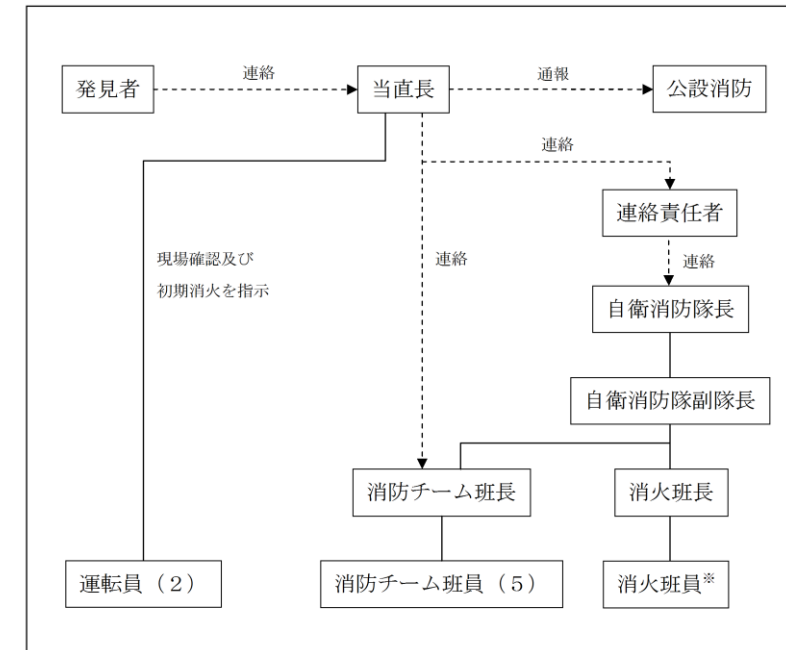 発見者
連絡
当直長
通報
公設消防
連絡
連絡責任者
現場確認及び
初期消火を指示
連絡
連絡
自衛消防隊長
自衛消防隊副隊長
消防チーム班長
消火班長
運転員（２）
消防チーム班員（５）
消火班員※